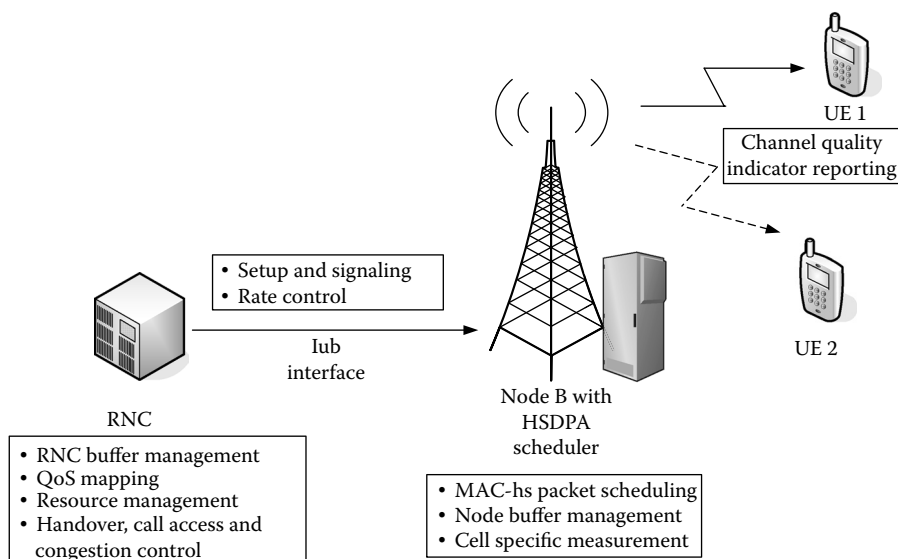 UE 1
Channel quality
indicator reporting
• Setup and signaling
• Rate control
Iub
interface
UE 2
RNC
Node B with
HSDPA
scheduler
• RNC buffer management
• QoS mapping
• Resource management
• Handover, call access and
congestion control
• MAC-hs packet scheduling
• Node buffer management
• Cell specific measurement